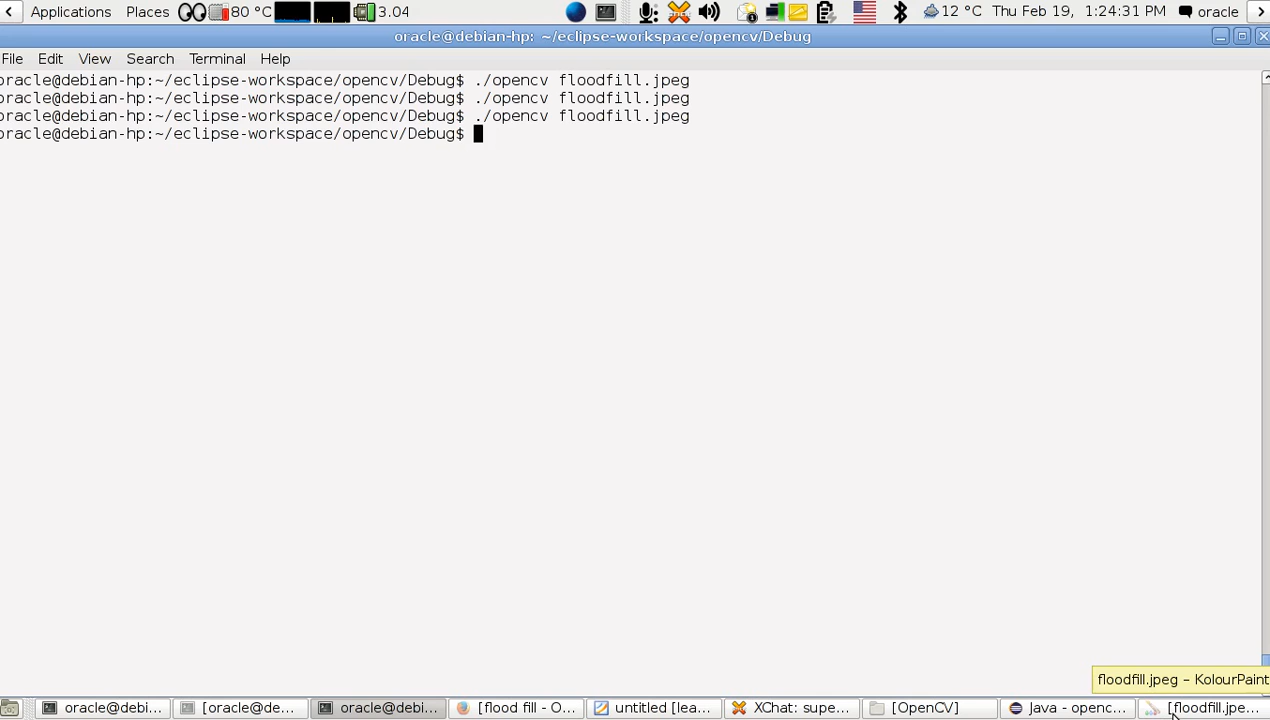 Applications Places 80 °C 3.04 12 °C Thu Feb 19, 1:24:31 PM oracle
oracle@debian-hp: ~/eclipse-workspace/opencv/Debug
File Edit View Search Terminal Help
oracle@debian-hp:~/eclipse-workspace/opencv/Debug$ ./opencv floodfill.jpeg
oracle@debian-hp:~/eclipse-workspace/opencv/Debug$ ./opencv floodfill.jpeg
oracle@debian-hp:~/eclipse-workspace/opencv/Debug$ ./opencv floodfill.jpeg
oracle@debian-hp:~/eclipse-workspace/opencv/Debug$
floodfill.jpeg – KolourPaint
oracle@debi... [oracle@de... oracle@debi... [flood fill - O... untitled [lea... XChat: supe... [OpenCV] Java - openc... [floodfill.jpe...